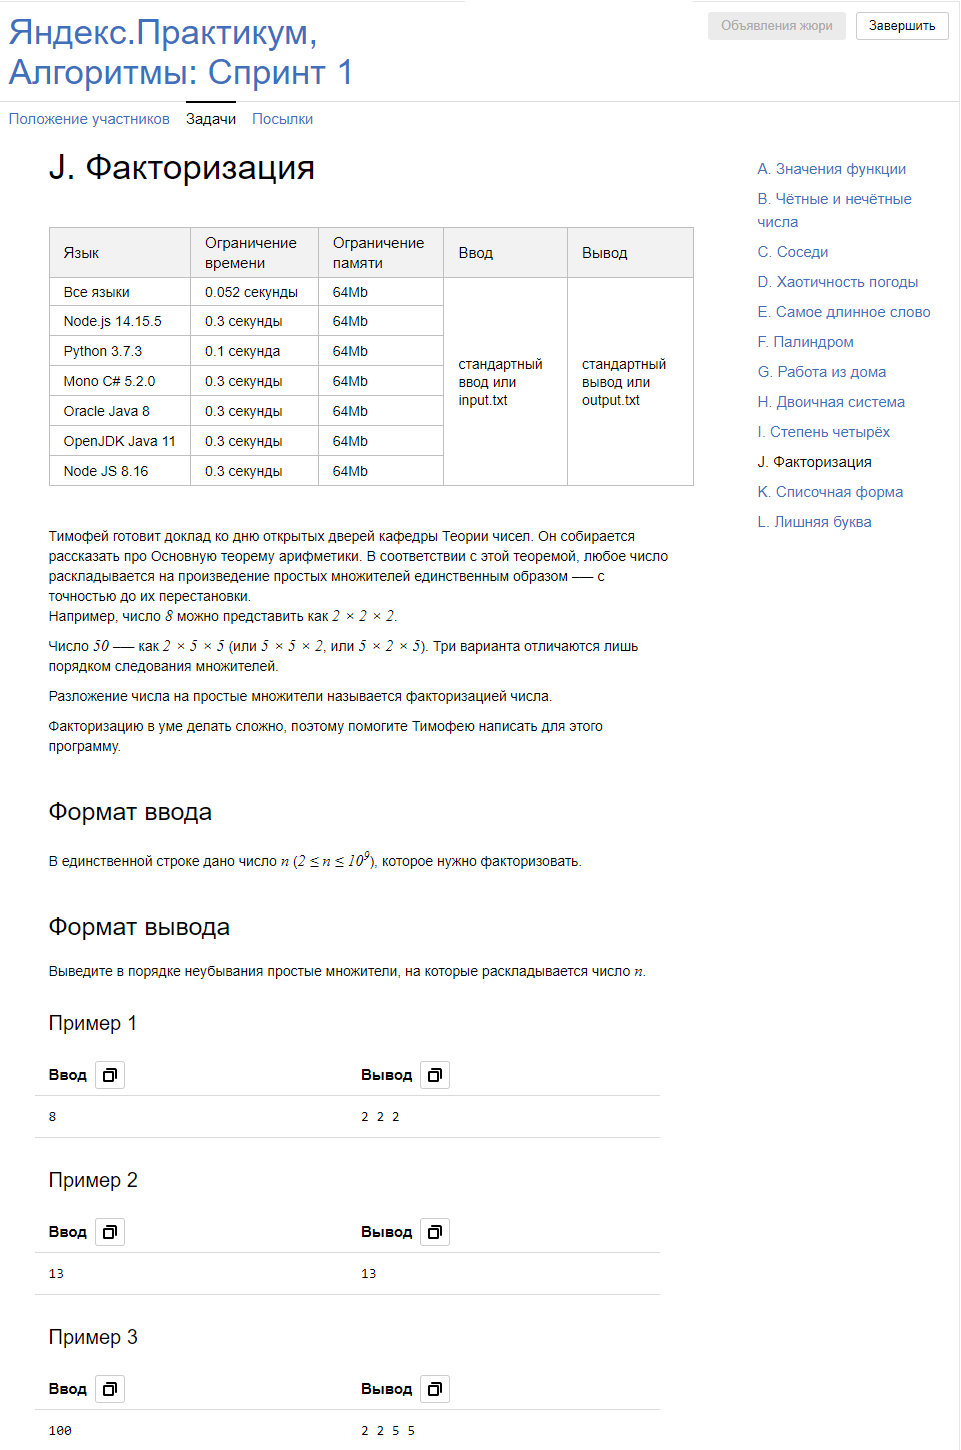 Яндекс.Практикум,
Алгоритмы: Спринт 1
Объявления жюри
Завершить
Положение участников
Задачи
Посылки
J. Факторизация
Язык
Ограничение
времени
Ограничение
памяти
Ввод
Вывод
Все языки
0.052 секунды
64Mb
Node.js 14.15.5
0.3 секунды
64Mb
Python 3.7.3
0.1 секунда
64Mb
Mono C# 5.2.0
0.3 секунды
64Mb
Oracle Java 8
0.3 секунды
64Mb
OpenJDK Java 11
0.3 секунды
64Mb
Node JS 8.16
0.3 секунды
64Mb
стандартный
ввод или
input.txt
стандартный
вывод или
output.txt
Тимофей готовит доклад ко дню открытых дверей кафедры Теории чисел. Он собирается
рассказать про Основную теорему арифметики. В соответствии с этой теоремой, любое число
раскладывается на произведение простых множителей единственным образом —– с
точностью до их перестановки.
Например, число 8 можно представить как 2 × 2 × 2.
Число 50 —– как 2 × 5 × 5 (или 5 × 5 × 2, или 5 × 2 × 5). Три варианта отличаются лишь
порядком следования множителей.
Разложение числа на простые множители называется факторизацией числа.
Факторизацию в уме делать сложно, поэтому помогите Тимофею написать для этого
программу.
Формат ввода
В единственной строке дано число n (2 ≤ n ≤ 10⁹), которое нужно факторизовать.
Формат вывода
Выведите в порядке неубывания простые множители, на которые раскладывается число n.
Пример 1
Ввод
Вывод
8
2 2 2
Пример 2
Ввод
Вывод
13
13
Пример 3
Ввод
Вывод
100
2 2 5 5
A. Значения функции
B. Чётные и нечётные
числа
C. Соседи
D. Хаотичность погоды
E. Самое длинное слово
F. Палиндром
G. Работа из дома
H. Двоичная система
I. Степень четырёх
J. Факторизация
K. Списочная форма
L. Лишняя буква